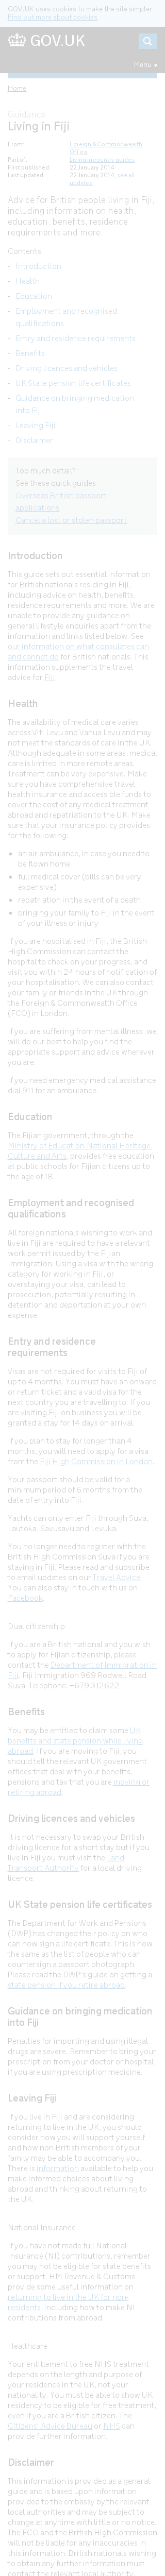 GOV.UK uses cookies to make the site simpler.
Find out more about cookies
GOV.UK
Menu
Home
Guidance
Living in Fiji
From:
Foreign & Commonwealth
Office
Part of:
Living in country guides
First published:
22 January 2014
Last updated:
22 January 2014, see all
updates
Advice for British people living in Fiji,
including information on health,
education, benefits, residence
requirements and more.
Contents
- Introduction
- Health
- Education
- Employment and recognised
qualifications
- Entry and residence requirements
- Benefits
- Driving licences and vehicles
- UK State pension life certificates
- Guidance on bringing medication
into Fiji
- Leaving Fiji
- Disclaimer
Too much detail?
See these quick guides:
Overseas British passport
applications
Cancel a lost or stolen passport
Introduction
This guide sets out essential information
for British nationals residing in Fiji,
including advice on health, benefits,
residence requirements and more. We are
unable to provide any guidance on
general lifestyle enquiries apart from the
information and links listed below. See
our information on what consulates can
and cannot do for British nationals. This
information supplements the travel
advice for Fiji.
Health
The availability of medical care varies
across Viti Levu and Vanua Levu and may
not meet the standards of care in the UK.
Although adequate in some areas, medical
care is limited in more remote areas.
Treatment can be very expensive. Make
sure you have comprehensive travel
health insurance and accessible funds to
cover the cost of any medical treatment
abroad and repatriation to the UK. Make
sure that your insurance policy provides
for the following:
• an air ambulance, in case you need to
be flown home
• full medical cover (bills can be very
expensive)
• repatriation in the event of a death
• bringing your family to Fiji in the event
of your illness or injury
If you are hospitalised in Fiji, the British
High Commission can contact the
hospital to check on your progress, and
visit you within 24 hours of notification of
your hospitalisation. We can also contact
your family or friends in the UK through
the Foreign & Commonwealth Office
(FCO) in London.
If you are suffering from mental illness, we
will do our best to help you find the
appropriate support and advice wherever
you are.
If you need emergency medical assistance
dial 911 for an ambulance.
Education
The Fijian government, through the
Ministry of Education, National Heritage,
Culture and Arts, provides free education
at public schools for Fijian citizens up to
the age of 18.
Employment and recognised
qualifications
All foreign nationals wishing to work and
live in Fiji are required to have a relevant
work permit issued by the Fijian
Immigration. Using a visa with the wrong
category for working in Fiji, or
overstaying your visa, can lead to
prosecution, potentially resulting in
detention and deportation at your own
expense.
Entry and residence
requirements
Visas are not required for visits to Fiji of
up to 4 months. You must have an onward
or return ticket and a valid visa for the
next country you are travelling to. If you
are visiting Fiji on business you may be
granted a stay for 14 days on arrival.
If you plan to stay for longer than 4
months, you will need to apply for a visa
from the Fiji High Commission in London.
Your passport should be valid for a
minimum period of 6 months from the
date of entry into Fiji.
Yachts can only enter Fiji through Suva,
Lautoka, Savusavu and Levuka.
You no longer need to register with the
British High Commission Suva if you are
staying in Fiji. Please read and subscribe
to email updates on our Travel Advice.
You can also stay in touch with us on
Facebook.
Dual citizenship
If you are a British national and you wish
to apply for Fijian citizenship, please
contact the Department of Immigration in
Fiji, Fiji Immigration 969 Rodwell Road
Suva. Telephone: +679 312622
Benefits
You may be entitled to claim some UK
benefits and state pension while living
abroad. If you are moving to Fiji, you
should tell the relevant UK government
offices that deal with your benefits,
pensions and tax that you are moving or
retiring abroad.
Driving licences and vehicles
It is not necessary to swap your British
driving licence for a short stay but if you
live in Fiji you must visit the Land
Transport Authority for a local driving
licence.
UK State pension life certificates
The Department for Work and Pensions
(DWP) has changed their policy on who
can now sign a life certificate. This is now
the same as the list of people who can
countersign a passport photograph.
Please read the DWP's guide on getting a
state pension if you retire abroad.
Guidance on bringing medication
into Fiji
Penalties for importing and using illegal
drugs are severe. Remember to bring your
prescription from your doctor or hospital
if you are using prescription medicine.
Leaving Fiji
If you live in Fiji and are considering
returning to live in the UK, you should
consider how you will support yourself
and how non-British members of your
family may be able to accompany you.
There is information available to help you
make informed choices about living
abroad and thinking about returning to
the UK.
National Insurance
If you have not made full National
Insurance (NI) contributions, remember
you may not be eligible for state benefits
or support. HM Revenue & Customs
provide some useful information on
returning to live in the UK for non-
residents, including how to make NI
contributions from abroad.
Healthcare
Your entitlement to free NHS treatment
depends on the length and purpose of
your residence in the UK, not your
nationality. You must be able to show UK
residency to be eligible for free treatment,
even if you are a British citizen. The
Citizens' Advice Bureau or NHS can
provide further information.
Disclaimer
This information is provided as a general
guide and is based upon information
provided to the embassy by the relevant
local authorities and may be subject to
change at any time with little or no notice.
The FCO and the British High Commission
will not be liable for any inaccuracies in
this information. British nationals wishing
to obtain any further information must
contact the relevant local authority.